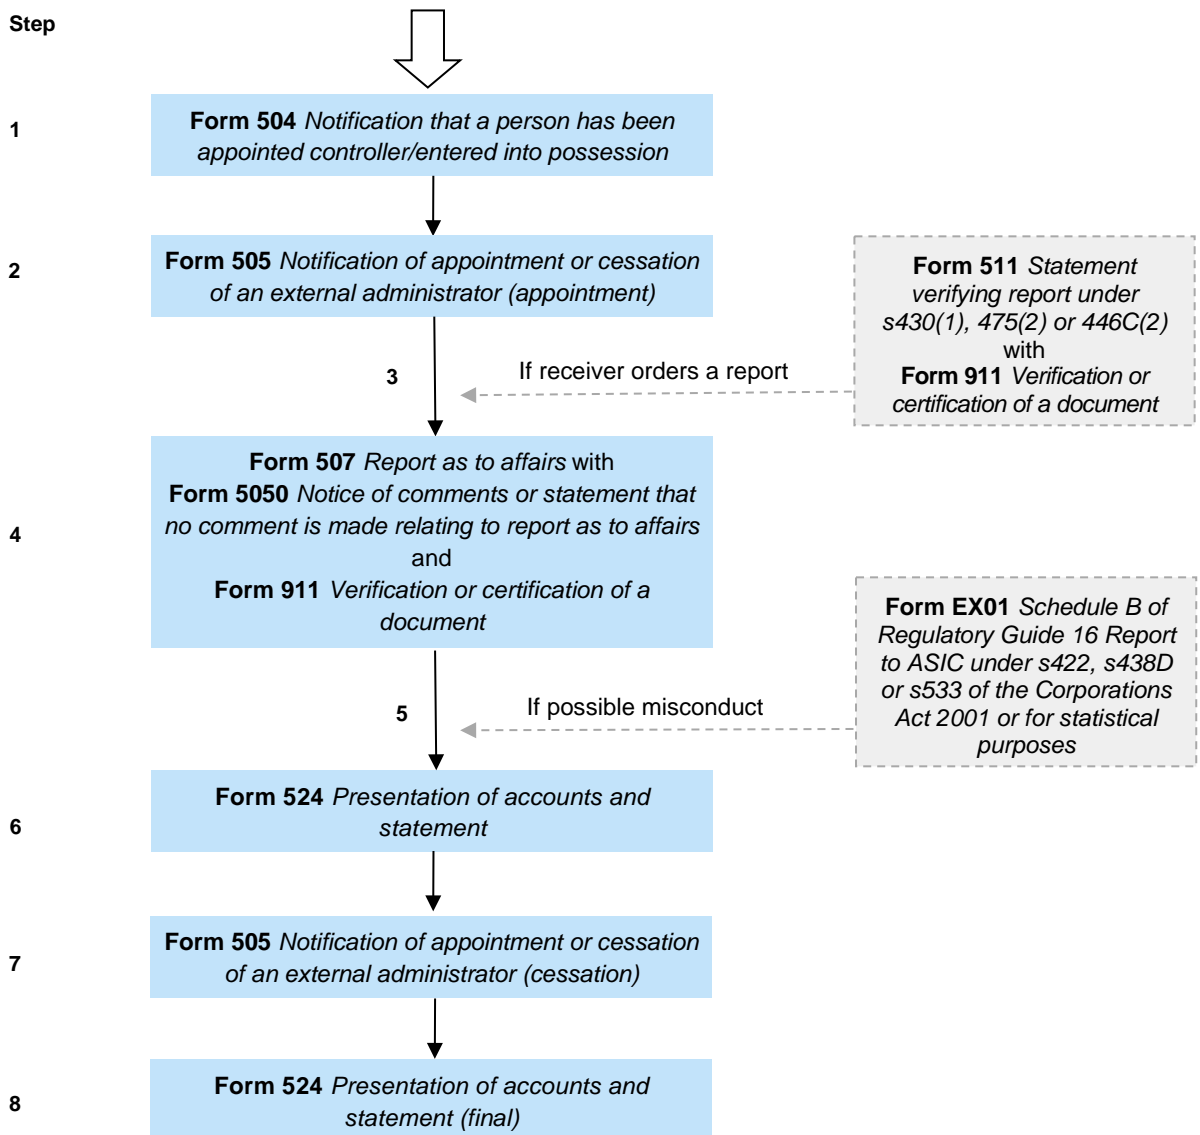 Step
1
Form 504 Notification that a person has been
appointed controller/entered into possession
2
Form 505 Notification of appointment or cessation
of an external administrator (appointment)
Form 511 Statement
verifying report under
s430(1), 475(2) or 446C(2)
with
Form 911 Verification or
certification of a document
3
If receiver orders a report
4
Form 507 Report as to affairs with
Form 5050 Notice of comments or statement that
no comment is made relating to report as to affairs
and
Form 911 Verification or certification of a
document
Form EX01 Schedule B of
Regulatory Guide 16 Report
to ASIC under s422, s438D
or s533 of the Corporations
Act 2001 or for statistical
purposes
5
If possible misconduct
6
Form 524 Presentation of accounts and
statement
7
Form 505 Notification of appointment or cessation
of an external administrator (cessation)
8
Form 524 Presentation of accounts and
statement (final)